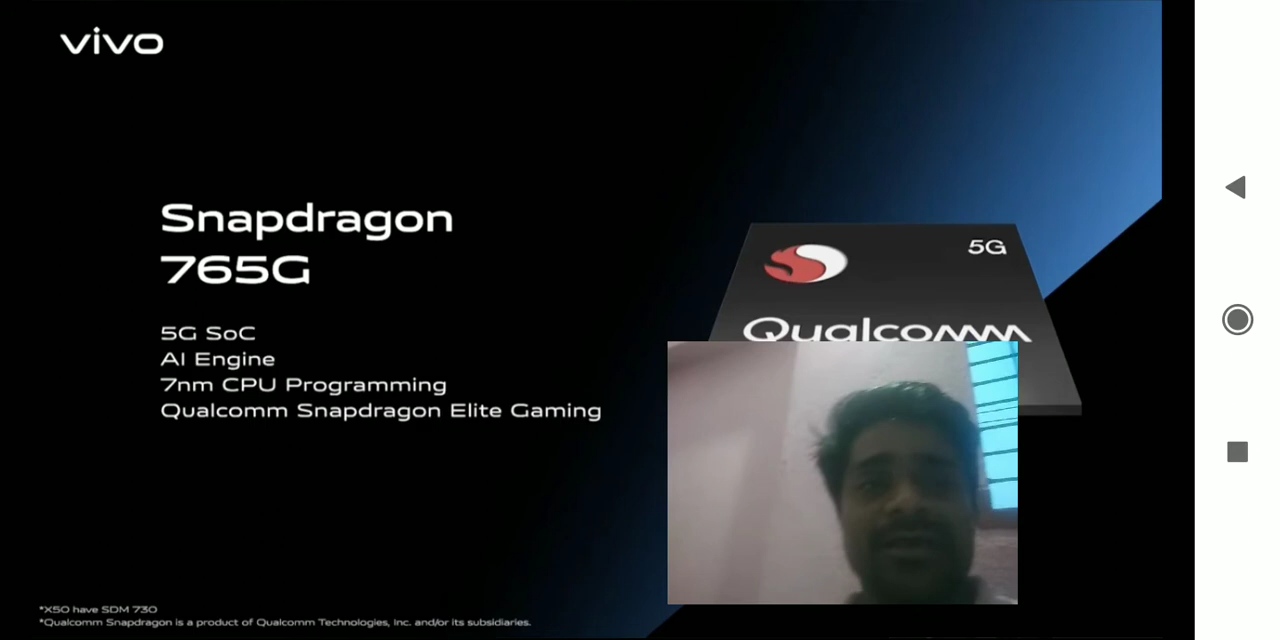 vivo
Snapdragon
765G
5G SoC
AI Engine
7nm CPU Programming
Qualcomm Snapdragon Elite Gaming
5G
Qualcomm
*X50 have SDM 730
*Qualcomm Snapdragon is a product of Qualcomm Technologies, Inc. and/or its subsidiaries.